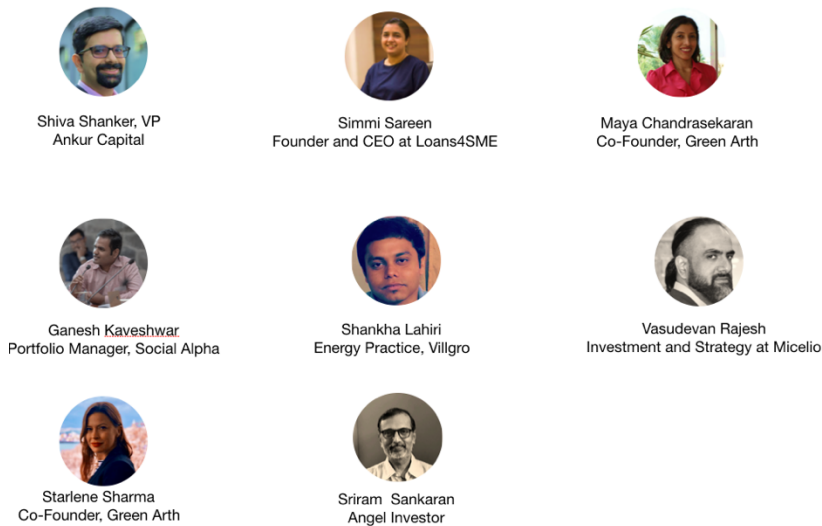 Shiva Shanker, VP
Ankur Capital
Simmi Sareen
Founder and CEO at Loans4SME
Maya Chandrasekaran
Co-Founder, Green Arth
Ganesh Kaveshwar
Portfolio Manager, Social Alpha
Shankha Lahiri
Energy Practice, Villgro
Vasudevan Rajesh
Investment and Strategy at Micelio
Starlene Sharma
Co-Founder, Green Arth
Sriram  Sankaran
Angel Investor